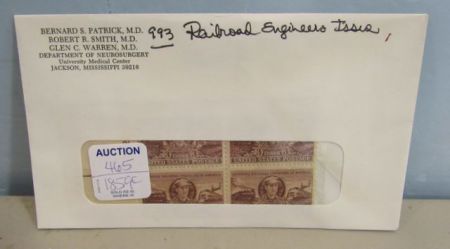 BERNARD S. PATRICK, M.D.
ROBERT R. SMITH, M.D.
GLEN C. WARREN, M.D.
DEPARTMENT OF NEUROSURGERY
University Medical Center
JACKSON, MISSISSIPPI 39216
993 Railroad Engineers Issue
AUCTION
465
1859c
UNITED STATES POSTAGE